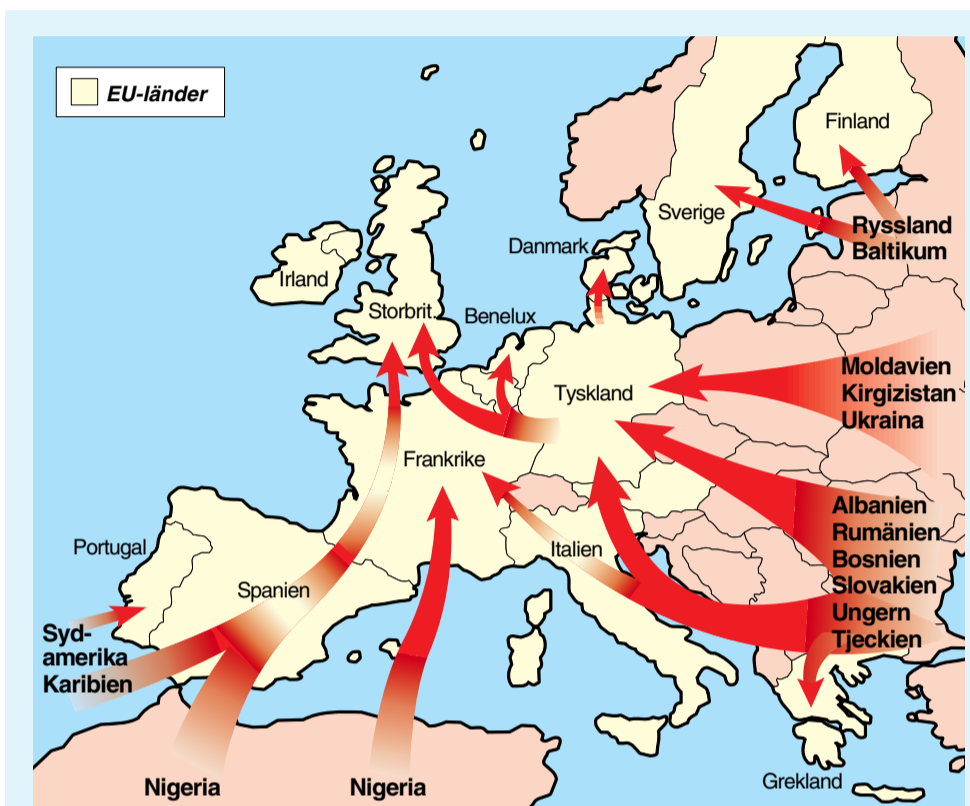 EU-länder
Finland
Sverige
Ryssland
Baltikum
Danmark
Irland
Storbrit.
Benelux
Moldavien
Kirgizistan
Ukraina
Tyskland
Frankrike
Albanien
Rumänien
Bosnien
Slovakien
Ungern
Tjeckien
Portugal
Italien
Spanien
Syd-
amerika
Karibien
Nigeria
Nigeria
Grekland